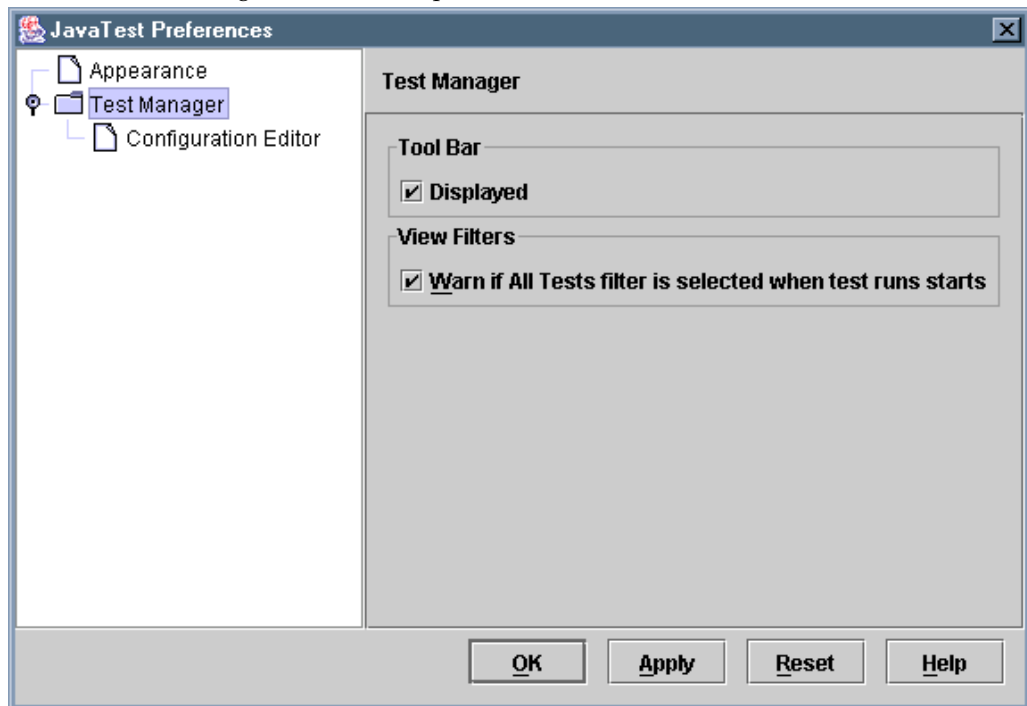 JavaTest Preferences
Appearance
Test Manager
Configuration Editor
Test Manager
Tool Bar
Displayed
View Filters
Warn if All Tests filter is selected when test runs starts
OK
Apply
Reset
Help